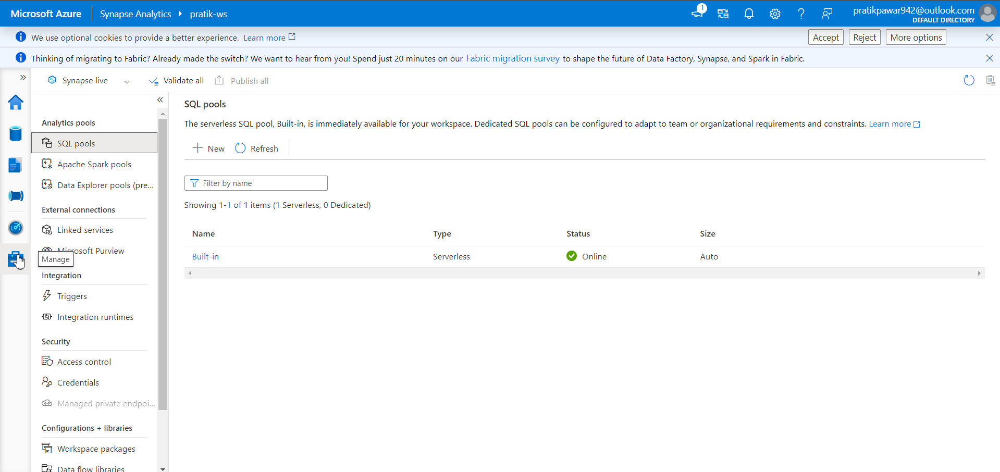 Microsoft Azure Synapse Analytics pratik-ws 1 pratikpawar942@outlook.com
DEFAULT DIRECTORY
We use optional cookies to provide a better experience. Learn more Accept Reject More options
Thinking of migrating to Fabric? Already made the switch? We want to hear from you! Spend just 20 minutes on our Fabric migration survey to shape the future of Data Factory, Synapse, and Spark in Fabric.
Synapse live Validate all Publish all
Analytics pools
SQL pools
Apache Spark pools
Data Explorer pools (pre...
External connections
Linked services
Microsoft Purview
Manage
Integration
Triggers
Integration runtimes
Security
Access control
Credentials
Managed private endpoi...
Configurations + libraries
Workspace packages
Data flow libraries
SQL pools
The serverless SQL pool, Built-in, is immediately available for your workspace. Dedicated SQL pools can be configured to adapt to team or organizational requirements and constraints. Learn more
New Refresh
Filter by name
Showing 1-1 of 1 items (1 Serverless, 0 Dedicated)
Name Type Status Size
Built-in Serverless Online Auto